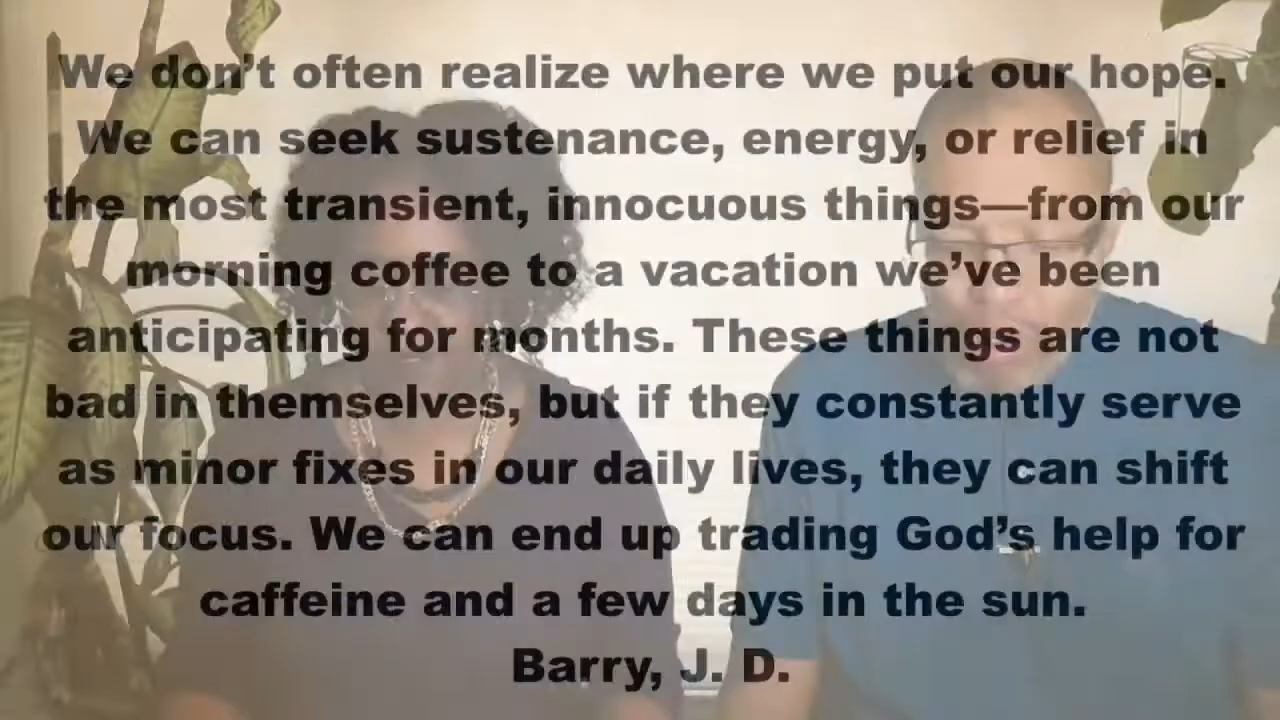 We don't often realize where we put our hope.
We can seek sustenance, energy, or relief in
the most transient, innocuous things—from our
morning coffee to a vacation we've been
anticipating for months. These things are not
bad in themselves, but if they constantly serve
as minor fixes in our daily lives, they can shift
our focus. We can end up trading God's help for
caffeine and a few days in the sun.
Barry, J. D.